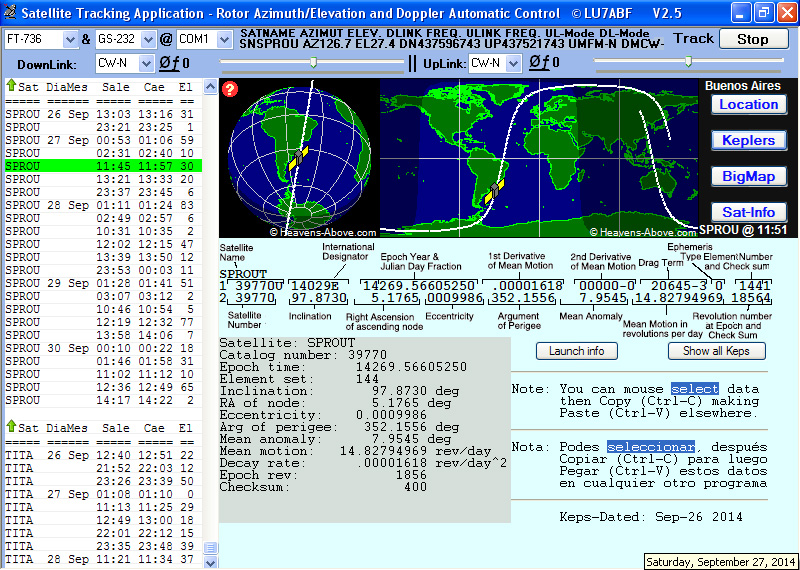 Satellite Tracking Application - Rotor Azimuth/Elevation and Doppler Automatic Control © LU7ABF V2.5
FT-736 & GS-232 @ COM1
SATNAME AZIMUT ELEV. DLINK FREQ. ULINK FREQ. UL-Mode DL-Mode
SNSPROU AZ126.7 EL27.4 DN437596743 UP437521743 UMFM-N DMCW-
Track Stop
DownLink: CW-N Øƒ 0 || UpLink: CW-N Øƒ 0
Sat DiaMes Sale Cae El
===== ====== ===== ===== ==
SPROU 26 Sep 13:03 13:16 31
SPROU 23:21 23:25 1
SPROU 27 Sep 00:53 01:06 59
SPROU 02:31 02:40 10
SPROU 11:45 11:57 30
SPROU 13:21 13:33 20
SPROU 23:37 23:45 6
SPROU 28 Sep 01:11 01:24 83
SPROU 02:49 02:57 6
SPROU 10:31 10:35 2
SPROU 12:02 12:15 47
SPROU 13:39 13:50 12
SPROU 23:53 00:03 11
SPROU 29 Sep 01:28 01:41 51
SPROU 03:07 03:12 2
SPROU 10:46 10:54 5
SPROU 12:19 12:32 77
SPROU 13:58 14:06 7
SPROU 30 Sep 00:10 00:22 18
SPROU 01:46 01:58 31
SPROU 11:02 11:12 10
SPROU 12:36 12:49 65
SPROU 14:17 14:22 2
Sat DiaMes Sale Cae El
===== ====== ===== ===== ==
TITA 26 Sep 12:40 12:51 22
TITA 21:52 22:03 12
TITA 23:26 23:39 50
TITA 27 Sep 01:08 01:10 0
TITA 11:13 11:25 29
TITA 12:49 13:00 18
TITA 22:01 22:12 15
TITA 23:35 23:48 39
TITA 28 Sep 11:21 11:34 37
?
© Heavens-Above.com
© Heavens-Above.com
Buenos Aires
Location
Keplers
BigMap
Sat-Info
SPROU @ 11:51
Satellite Name
International Designator
Epoch Year & Julian Day Fraction
1st Derivative of Mean Motion
2nd Derivative of Mean Motion
Drag Term
Ephemeris Type
Element Number and Check sum
SPROUT
1 39770U 14029E 14269.56605250 .00001618 00000-0 20645-3 0 1441
2 39770 97.8730 5.1765 0009986 352.1556 7.9545 14.82794969 18564
Satellite Number
Inclination
Right Ascension of ascending node
Eccentricity
Argument of Perigee
Mean Anomaly
Mean Motion in revolutions per day
Revolution number at Epoch and Check Sum
Satellite: SPROUT
Catalog number: 39770
Epoch time: 14269.56605250
Element set: 144
Inclination: 97.8730 deg
RA of node: 5.1765 deg
Eccentricity: 0.0009986
Arg of perigee: 352.1556 deg
Mean anomaly: 7.9545 deg
Mean motion: 14.82794969 rev/day
Decay rate: .00001618 rev/day^2
Epoch rev: 1856
Checksum: 400
Launch info
Show all Keps
Note: You can mouse select data
then Copy (Ctrl-C) making
Paste (Ctrl-V) elsewhere.
Nota: Podes seleccionar, después
Copiar (Ctrl-C) para luego
Pegar (Ctrl-V) estos datos
en cualquier otro programa
Keps-Dated: Sep-26 2014
Saturday, September 27, 2014